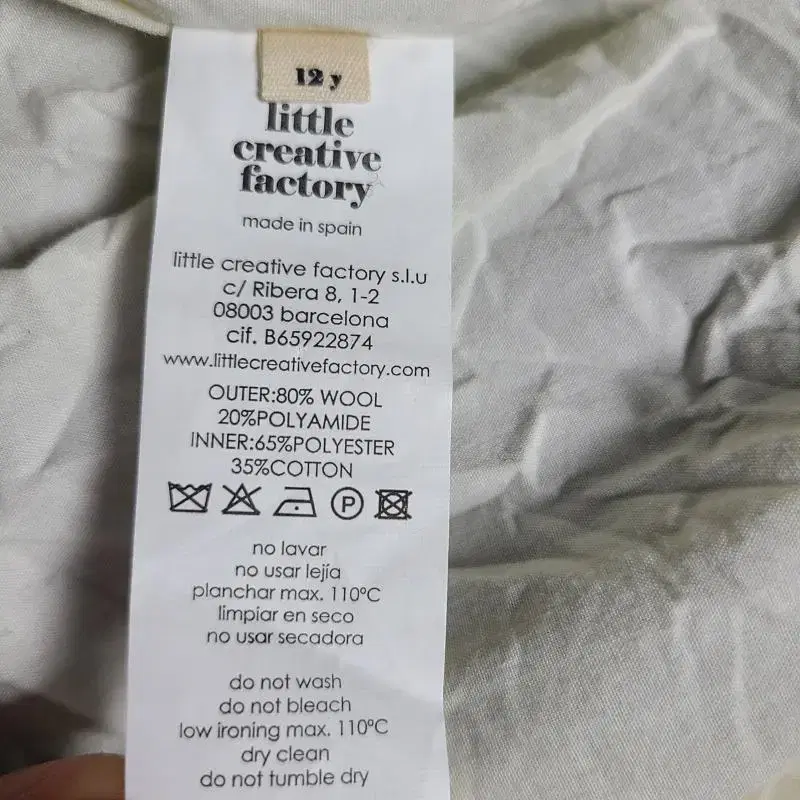 12 y
little
creative
factory
made in spain
little creative factory s.l.u
c/ Ribera 8, 1-2
08003 barcelona
cif. B65922874
www.littlecreativefactory.com
OUTER:80% WOOL
20%POLYAMIDE
INNER:65%POLYESTER
35%COTTON
P
no lavar
no usar lejía
planchar max. 110ºC
limpiar en seco
no usar secadora
do not wash
do not bleach
low ironing max. 110ºC
dry clean
do not tumble dry